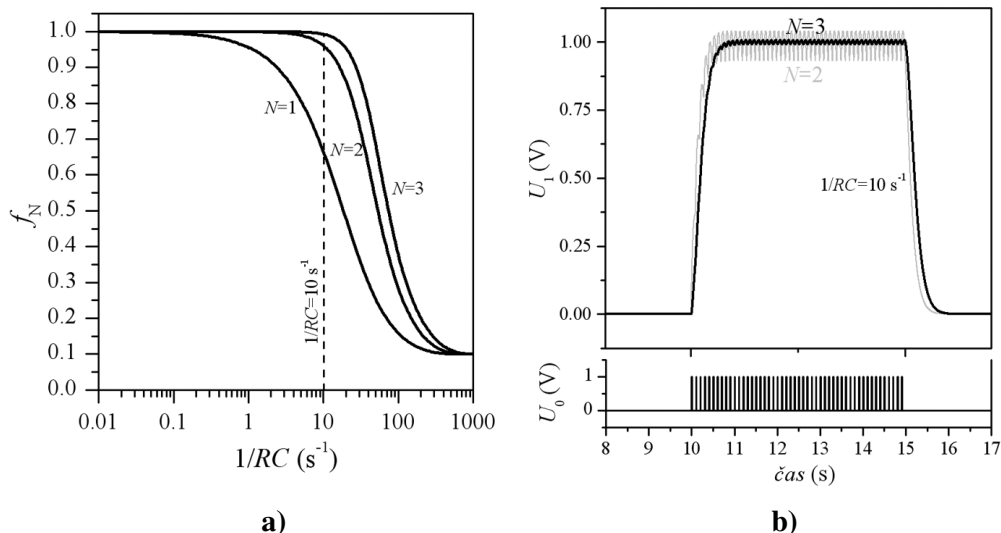 1.0
0.9
0.8
0.7
0.6
0.5
0.4
0.3
0.2
0.1
0.0
f_N
N=1
N=2
N=3
1/RC=10 s⁻¹
0.01
0.1
1
10
100
1000
1/RC (s⁻¹)
a)
1.00
0.75
0.50
0.25
0.00
U₁ (V)
N=3
N=2
1/RC=10 s⁻¹
1
0
U₀ (V)
8
9
10
11
12
13
14
15
16
17
čas (s)
b)